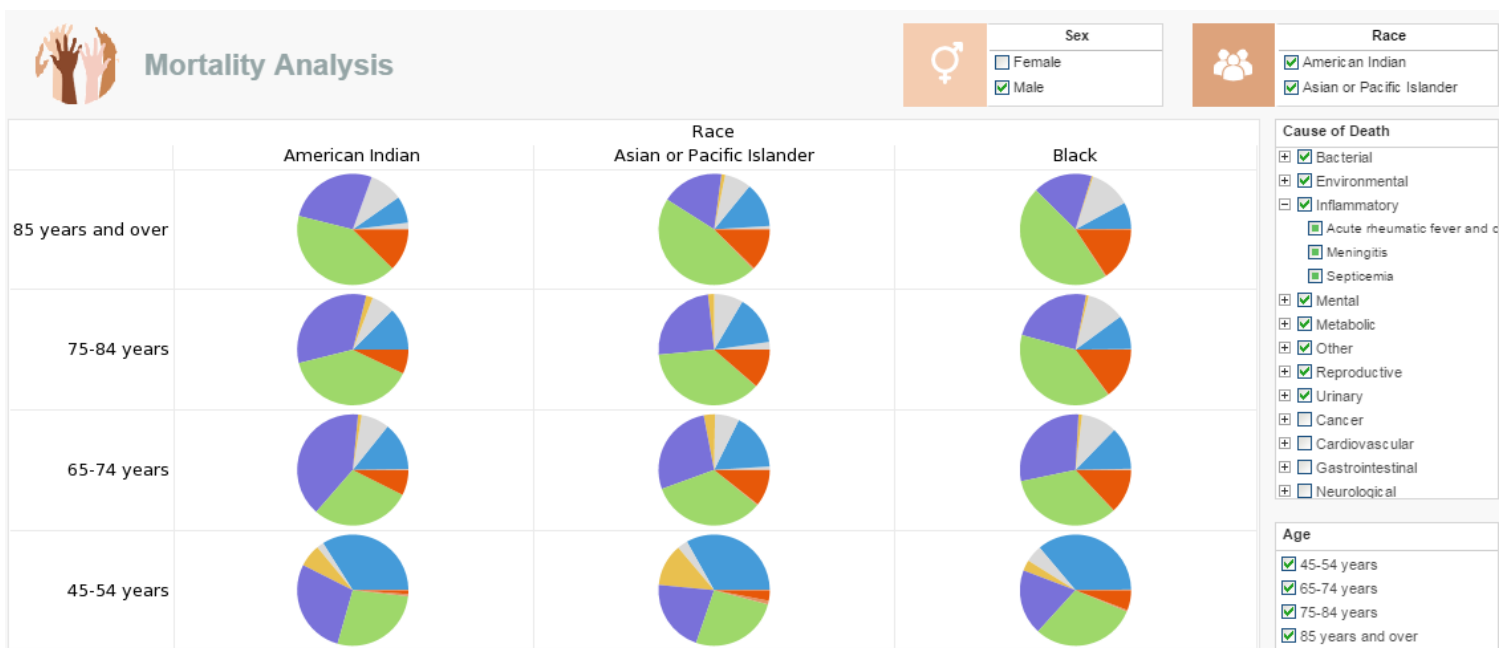 Mortality Analysis
Sex
Female
Male
Race
American Indian
Asian or Pacific Islander
Race
American Indian
Asian or Pacific Islander
Black
85 years and over
75-84 years
65-74 years
45-54 years
Cause of Death
Bacterial
Environmental
Inflammatory
Acute rheumatic fever and c
Meningitis
Septicemia
Mental
Metabolic
Other
Reproductive
Urinary
Cancer
Cardiovascular
Gastrointestinal
Neurological
Age
45-54 years
65-74 years
75-84 years
85 years and over